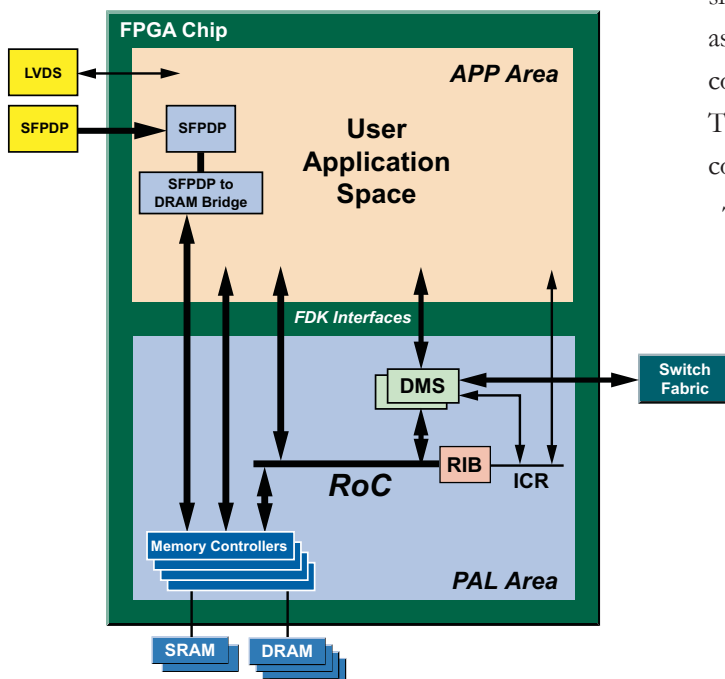 FPGA Chip
LVDS
APP Area
SFPDP
SFPDP
User
Application
Space
SFPDP to
DRAM Bridge
FDK Interfaces
DMS
Switch
Fabric
RIB
RoC
ICR
Memory Controllers
PAL Area
SRAM
DRAM